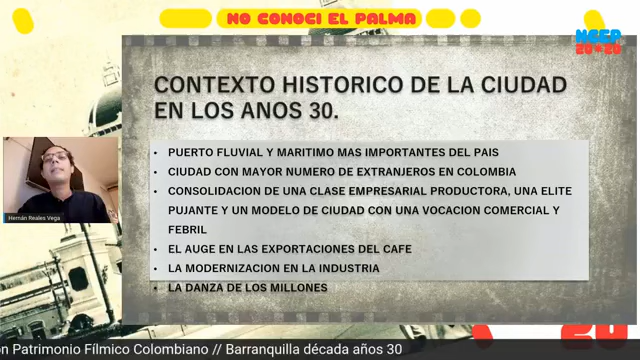 NO CONOCI EL PALMA
NCCP
20*20
CONTEXTO HISTORICO DE LA CIUDAD
EN LOS ANOS 30.
• PUERTO FLUVIAL Y MARITIMO MAS IMPORTANTES DEL PAIS
• CIUDAD CON MAYOR NUMERO DE EXTRANJEROS EN COLOMBIA
• CONSOLIDACION DE UNA CLASE EMPRESARIAL PRODUCTORA, UNA ELITE
PUJANTE Y UN MODELO DE CIUDAD CON UNA VOCACION COMERCIAL Y
FEBRIL
• EL AUGE EN LAS EXPORTACIONES DEL CAFE
• LA MODERNIZACION EN LA INDUSTRIA
• LA DANZA DE LOS MILLONES
Hernán Reales Vega
on Patrimonio Fílmico Colombiano // Barranquilla década años 30